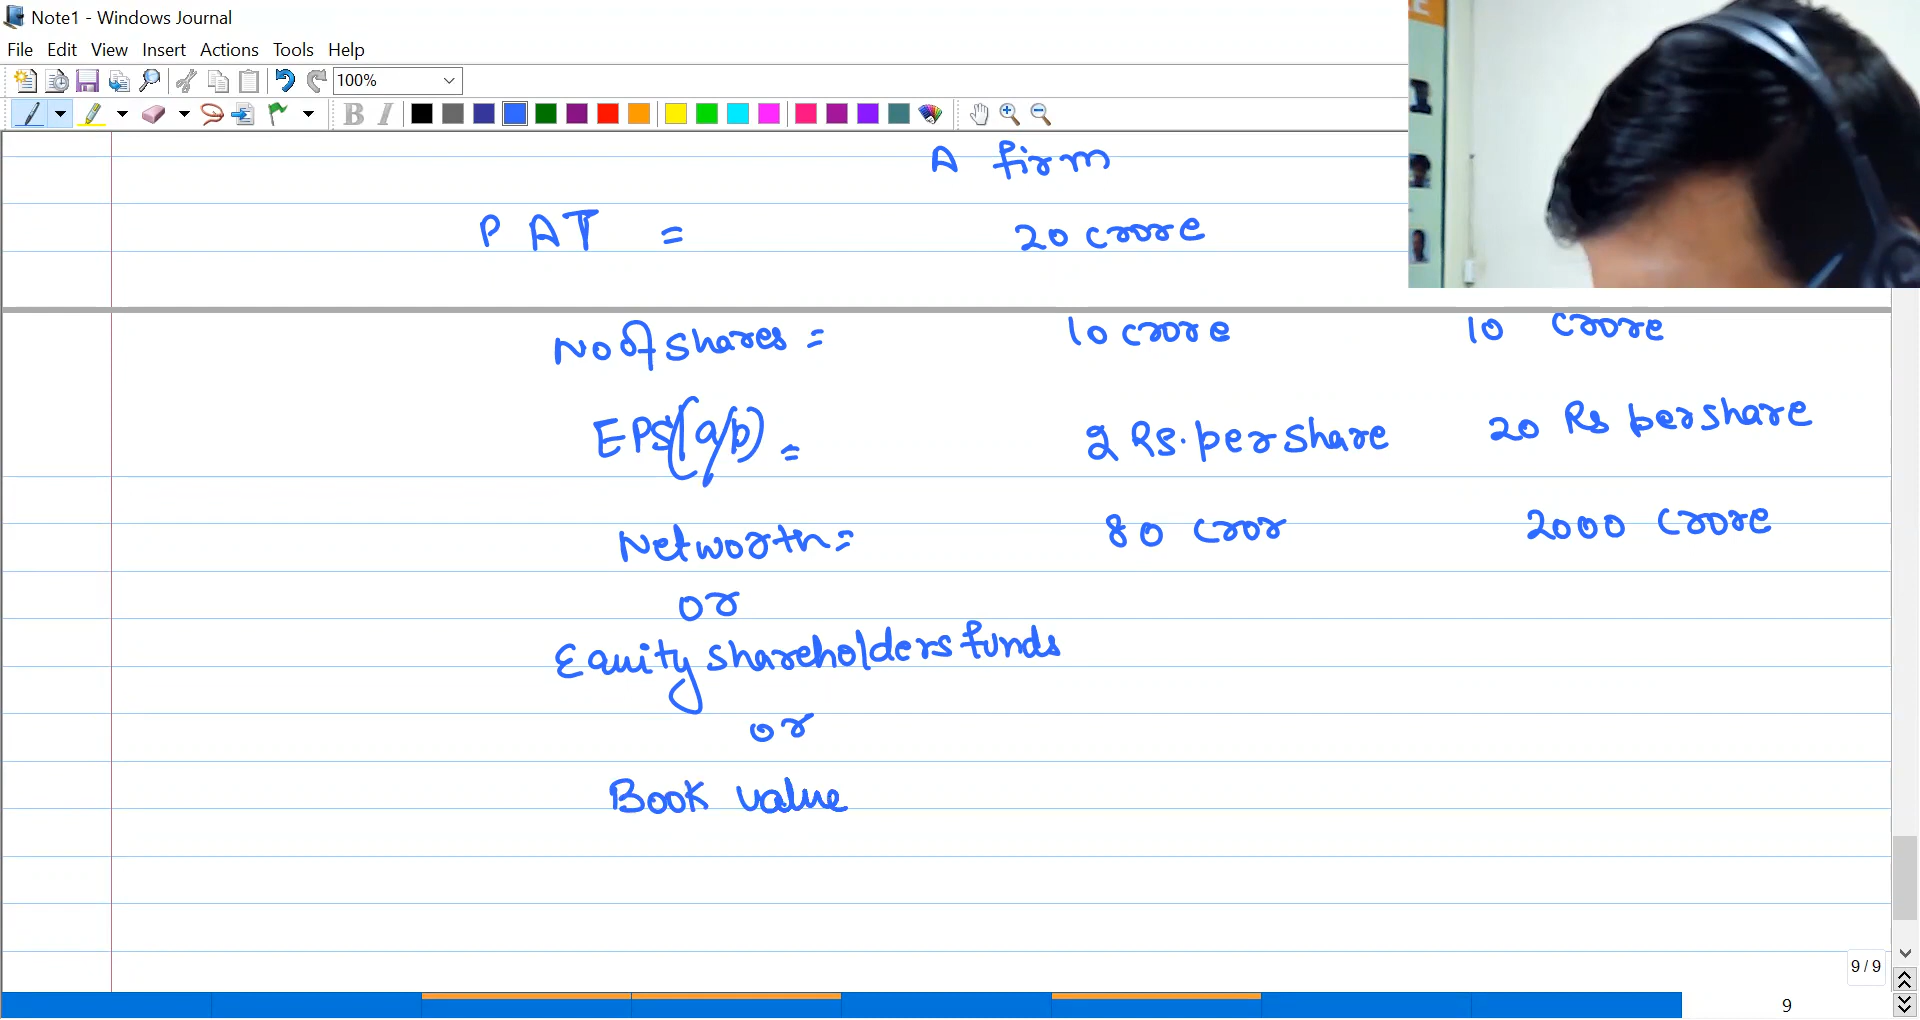 Note1 - Windows Journal
File Edit View Insert Actions Tools Help
100%
B I
A firm
PAT = 20 crore
No of shares = 10 crore 10 crore
EPS (a/b) = 2 Rs. per share 20 Rs per share
Networth = 80 cror 2000 crore
or
Equity shareholders funds
or
Book value
9 / 9
9